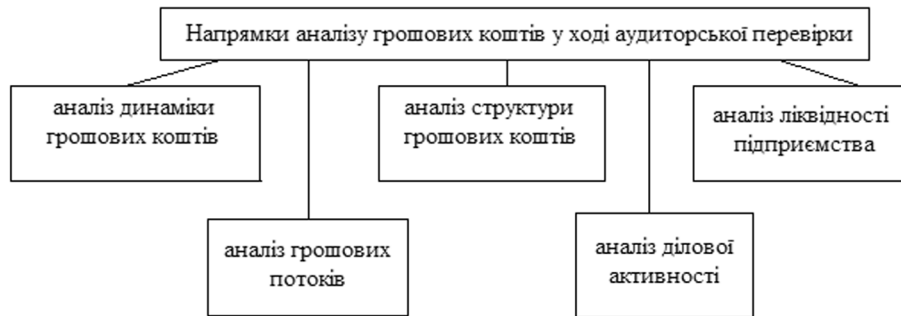 Напрямки аналізу грошових коштів у ході аудиторської перевірки
аналіз динаміки
грошових коштів
аналіз структури
грошових коштів
аналіз ліквідності
підприємства
аналіз грошових
потоків
аналіз ділової
активності